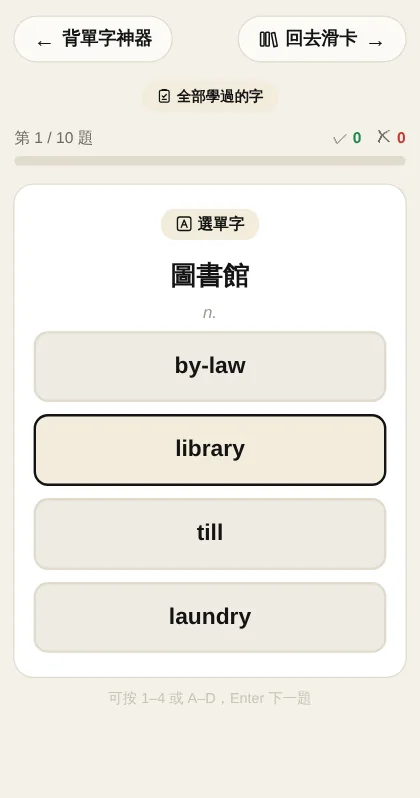 ← 背單字神器
回去滑卡 →
全部學過的字
第 1 / 10 題
✓ 0 ✗ 0
A 選單字
圖書館
n.
by-law
library
till
laundry
可按 1–4 或 A–D，Enter 下一題